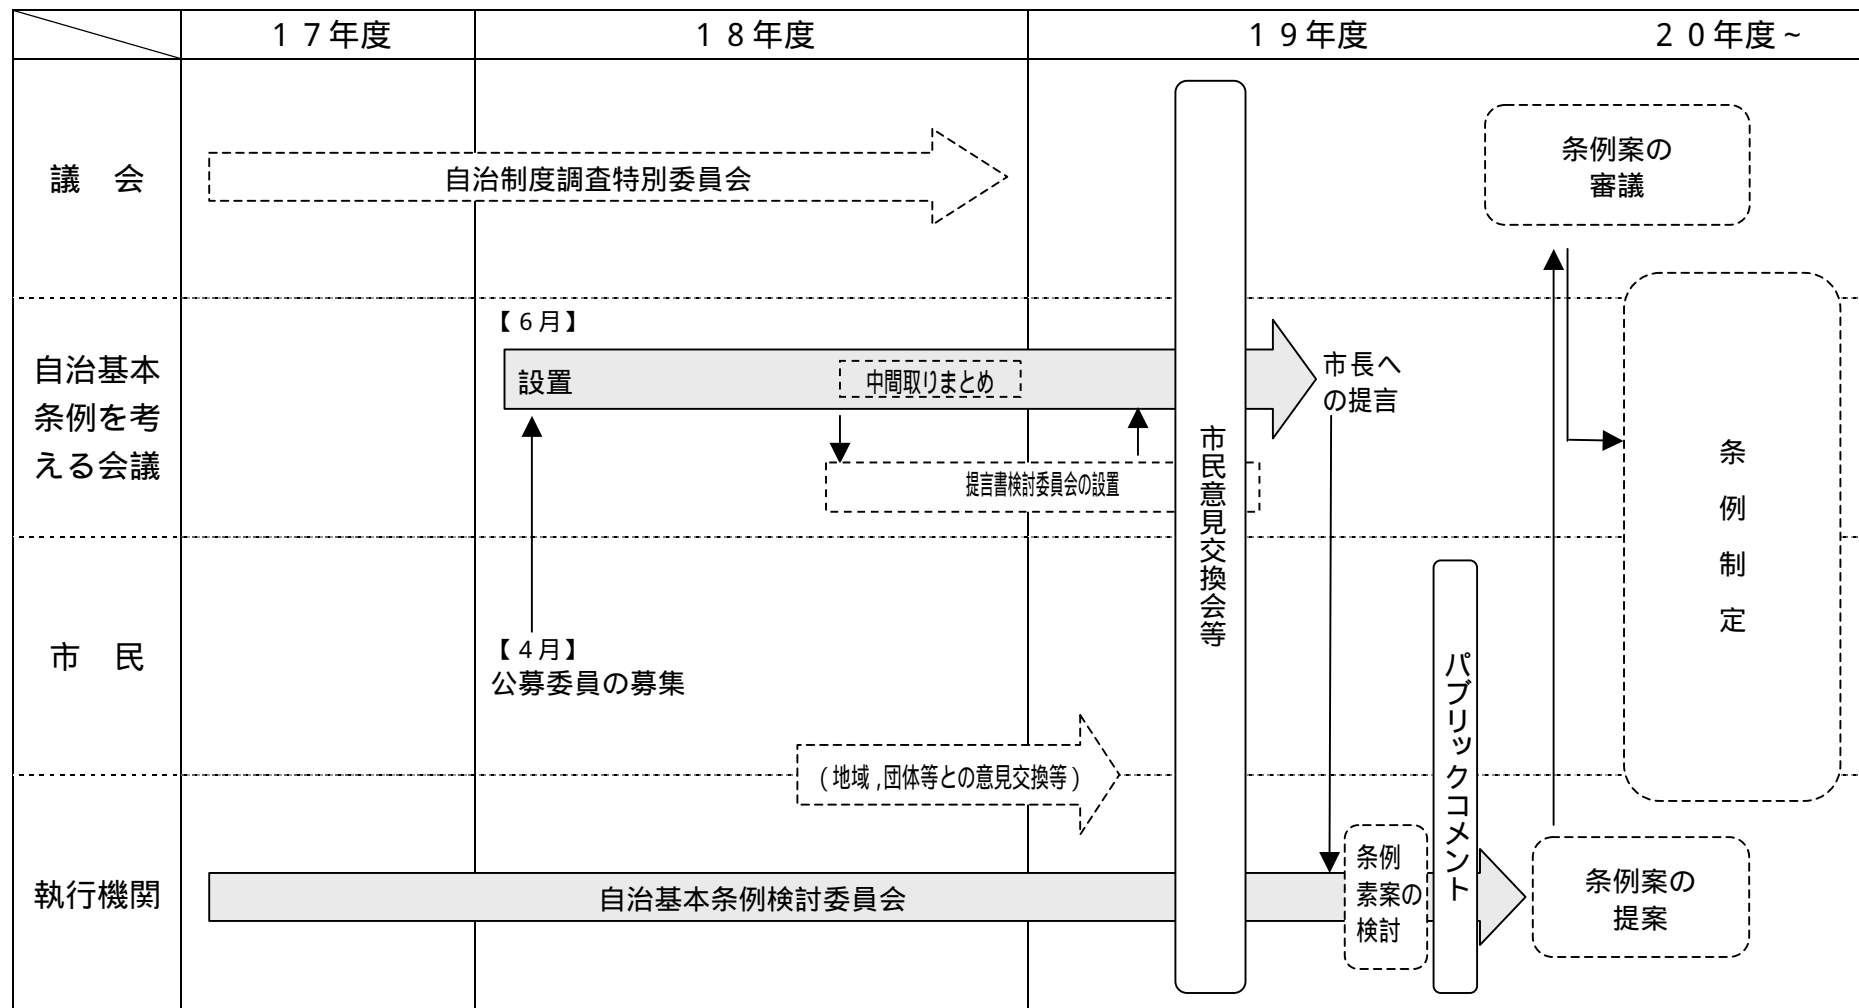 １７年度
１８年度
１９年度
２０年度～
議　会
自治制度調査特別委員会
条例案の
審議
自治基本
条例を考
える会議
【６月】
設置
中間取りまとめ
市長へ
の提言
提言書検討委員会の設置
市民意見交換会等
条例制定
市　民
【４月】
公募委員の募集
パブリックコメント
（地域,団体等との意見交換等）
執行機関
自治基本条例検討委員会
条例
素案の
検討
条例案の
提案